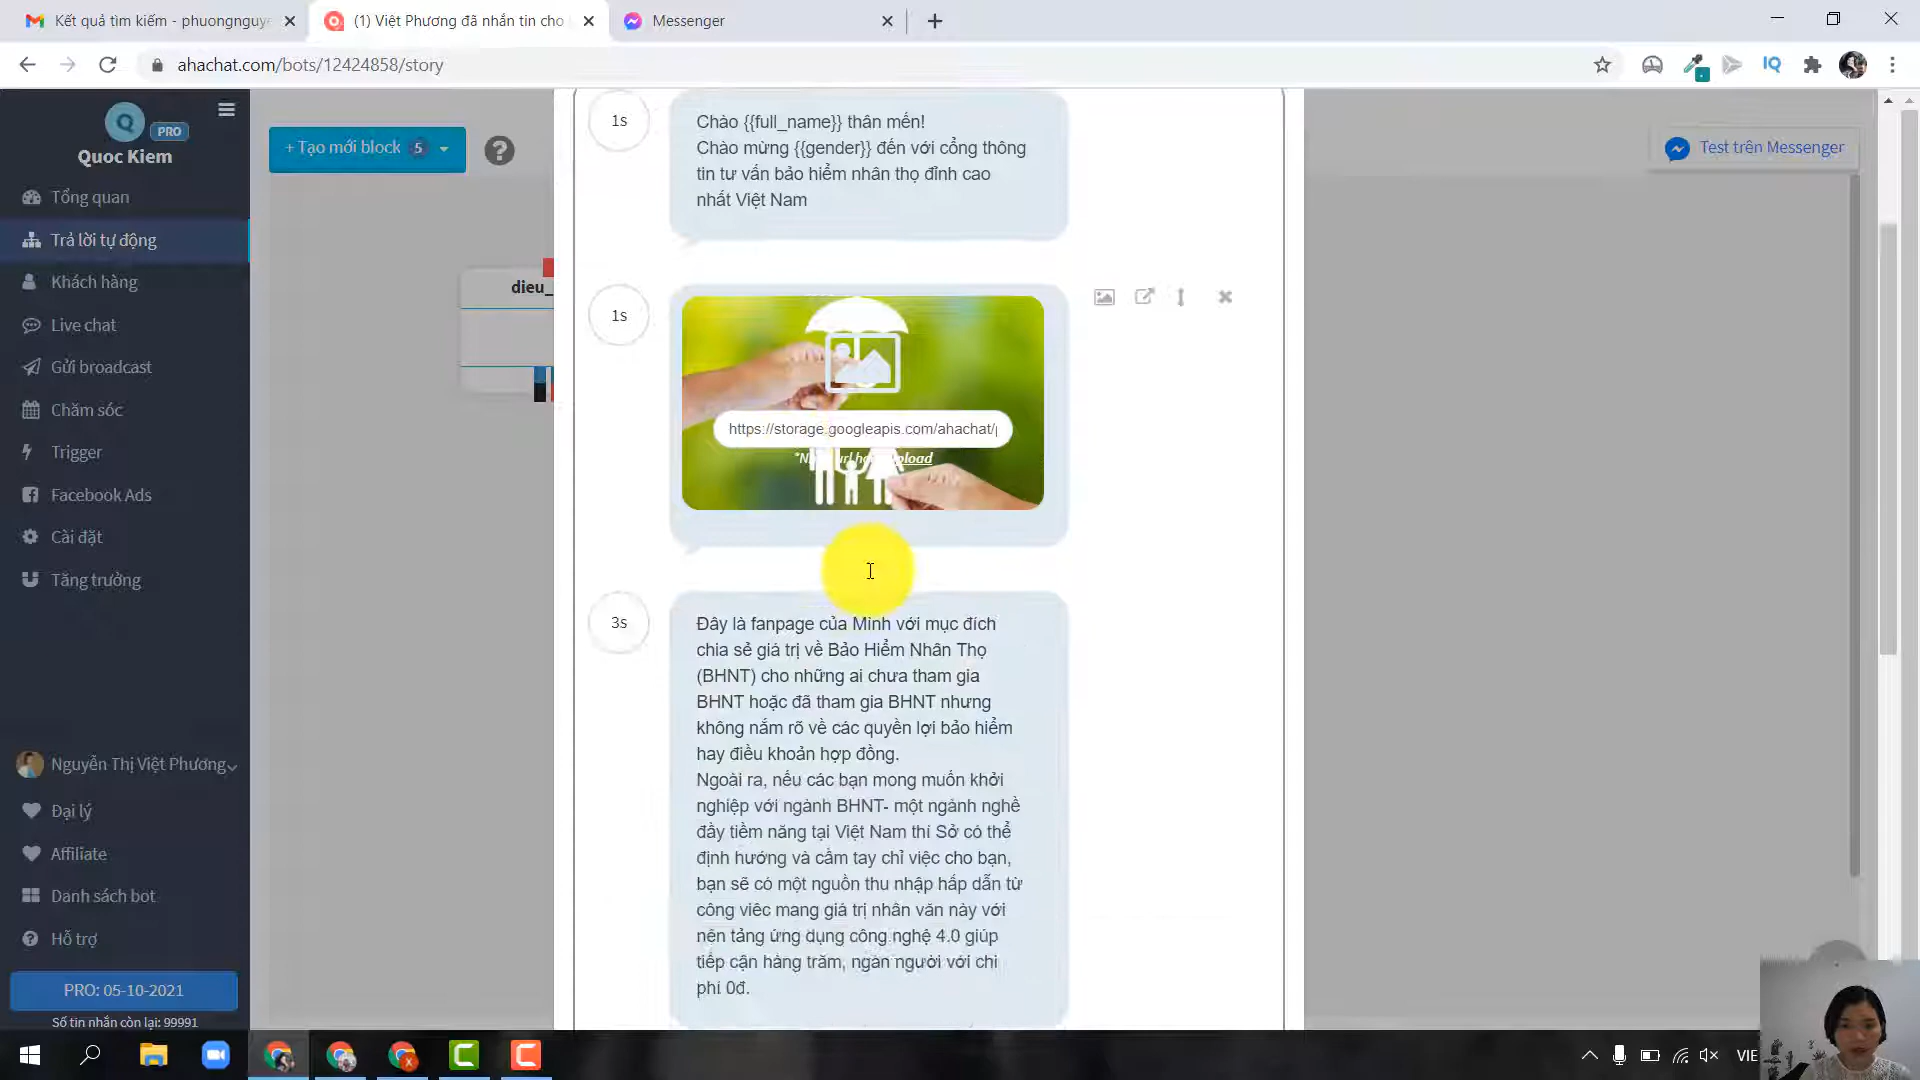 Kết quả tìm kiếm - phuongnguye
(1) Việt Phương đã nhắn tin cho
Messenger
ahachat.com/bots/12424858/story
IQ
Q
PRO
Quoc Kiem
Tổng quan
Trả lời tự động
Khách hàng
Live chat
Gửi broadcast
Chăm sóc
Trigger
Facebook Ads
Cài đặt
Tăng trưởng
Nguyễn Thị Việt Phương
Đại lý
Affiliate
Danh sách bot
Hỗ trợ
PRO: 05-10-2021
Số tin nhắn còn lại: 99991
+ Tạo mới block 5
?
Test trên Messenger
dieu_
1s
Chào {{full_name}} thân mến!
Chào mừng {{gender}} đến với cổng thông
tin tư vấn bảo hiểm nhân thọ đỉnh cao
nhất Việt Nam
1s
https://storage.googleapis.com/ahachat/p
upload
3s
Đây là fanpage của Minh với mục đích
chia sẻ giá trị về Bảo Hiểm Nhân Thọ
(BHNT) cho những ai chưa tham gia
BHNT hoặc đã tham gia BHNT nhưng
không nắm rõ về các quyền lợi bảo hiểm
hay điều khoản hợp đồng.
Ngoài ra, nếu các bạn mong muốn khởi
nghiệp với ngành BHNT- một ngành nghề
đầy tiềm năng tại Việt Nam thí Sở có thể
định hướng và cầm tay chỉ việc cho bạn,
bạn sẽ có một nguồn thu nhập hấp dẫn từ
công viêc mang giá trị nhân văn này với
nền tảng ứng dụng công nghệ 4.0 giúp
tiếp cận hàng trăm, ngàn người với chi
phí 0đ.
VIE